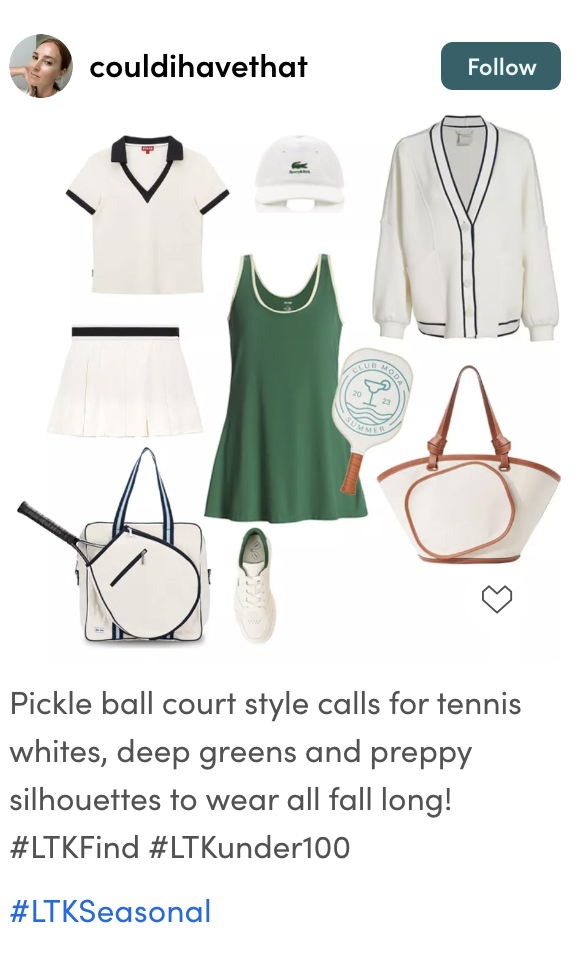 couldihavethat
Follow
CLUB MODA
20 23
SUMMER
Pickle ball court style calls for tennis
whites, deep greens and preppy
silhouettes to wear all fall long!
#LTKFind #LTKunder100
#LTKSeasonal